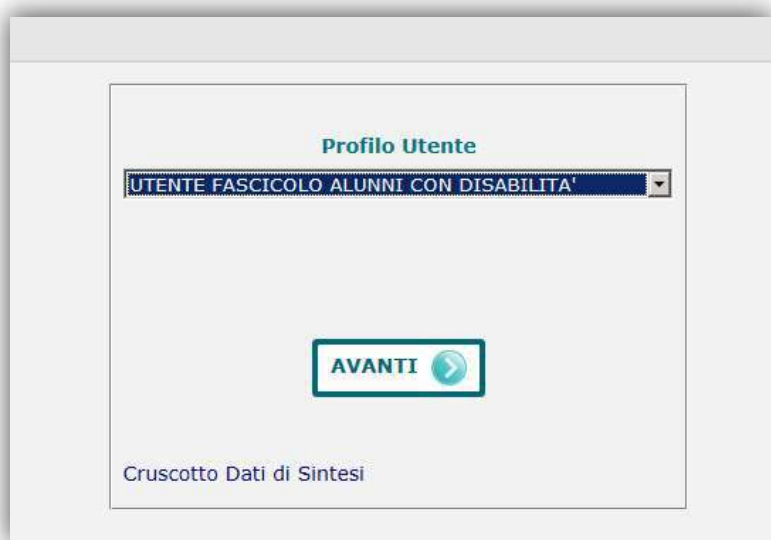 Profilo Utente
UTENTE FASCICOLO ALUNNI CON DISABILITA'
AVANTI
Cruscotto Dati di Sintesi